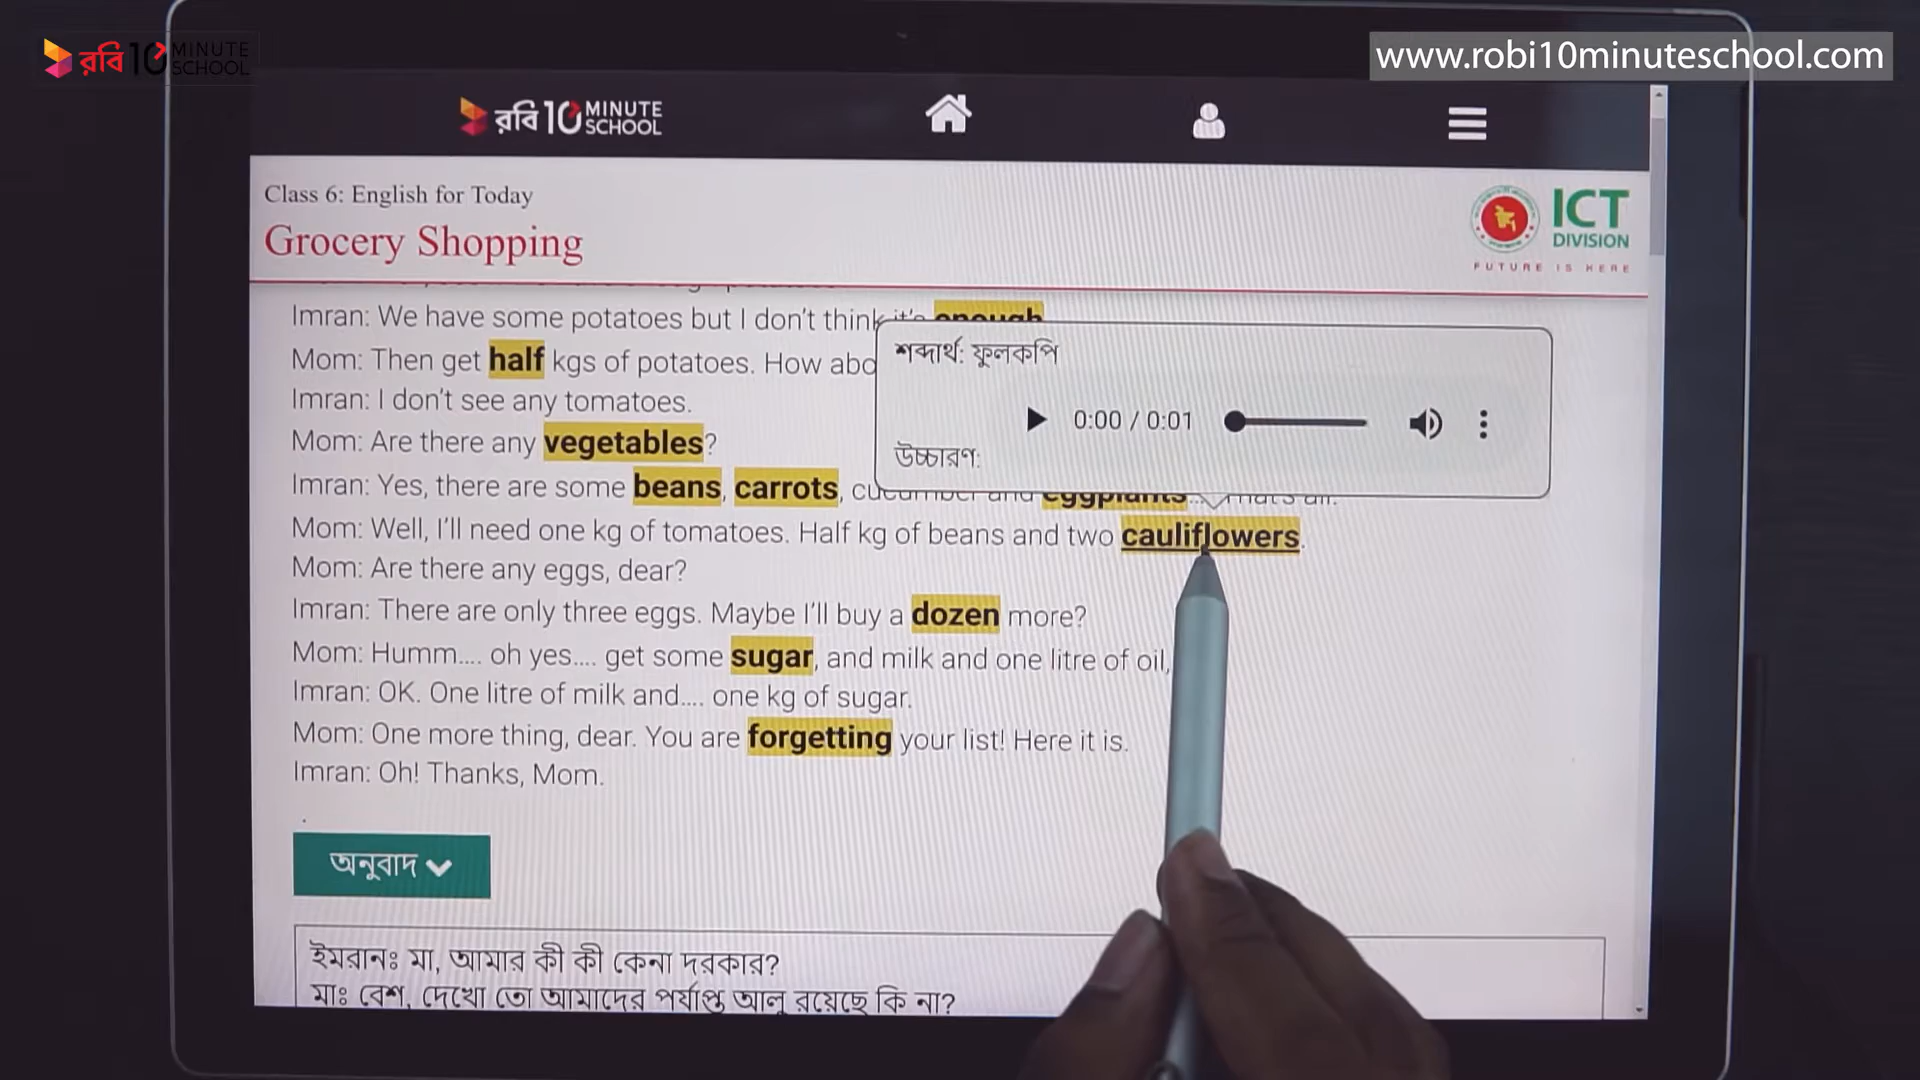 রবি 10 MINUTE SCHOOL
www.robi10minuteschool.com
রবি 10 MINUTE SCHOOL
Class 6: English for Today
Grocery Shopping
ICT DIVISION
FUTURE IS HERE
Imran: We have some potatoes but I don't think it's enough
শব্দার্থ: ফুলকপি
Mom: Then get half kgs of potatoes. How abo
0:00 / 0:01
উচ্চারণ:
Imran: I don't see any tomatoes.
Mom: Are there any vegetables?
Imran: Yes, there are some beans, carrots, cucumber and eggplants... That's all.
Mom: Well, I'll need one kg of tomatoes. Half kg of beans and two cauliflowers.
Mom: Are there any eggs, dear?
Imran: There are only three eggs. Maybe I'll buy a dozen more?
Mom: Humm.... oh yes.... get some sugar, and milk and one litre of oil,
Imran: OK. One litre of milk and.... one kg of sugar.
Mom: One more thing, dear. You are forgetting your list! Here it is.
Imran: Oh! Thanks, Mom.
.
অনুবাদ
ইমরানঃ মা, আমার কী কী কেনা দরকার?
মাঃ বেশ, দেখো তো আমাদের পর্যাপ্ত আলু রয়েছে কি না?